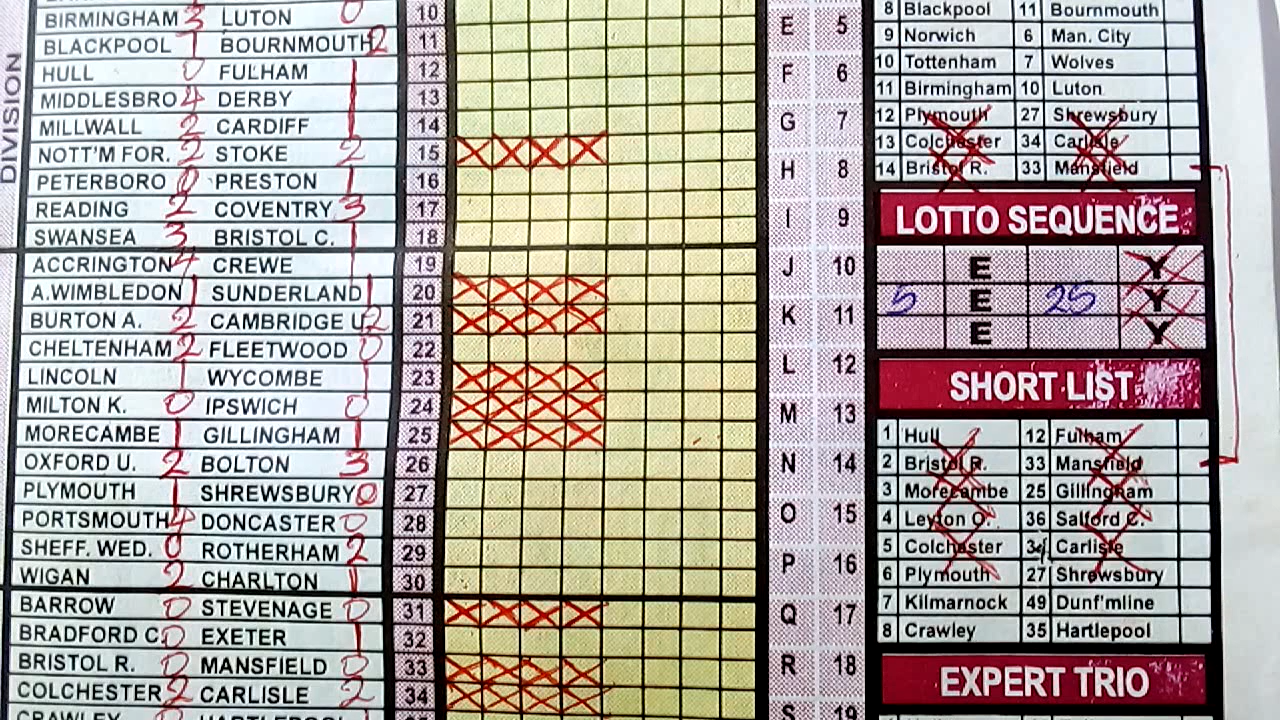 DIVISION
BIRMINGHAM 3 LUTON 0 10
BLACKPOOL 1 BOURNMOUTH 2 11
HULL 0 FULHAM 1 12
MIDDLESBRO 4 DERBY 1 13
MILLWALL 2 CARDIFF 1 14
NOTT'M FOR. 2 STOKE 2 15
PETERBORO 0 PRESTON 1 16
READING 2 COVENTRY 3 17
SWANSEA 3 BRISTOL C. 1 18
ACCRINGTON 4 CREWE 1 19
A.WIMBLEDON 1 SUNDERLAND 1 20
BURTON A. 2 CAMBRIDGE U. 2 21
CHELTENHAM 2 FLEETWOOD 0 22
LINCOLN 1 WYCOMBE 1 23
MILTON K. 0 IPSWICH 0 24
MORECAMBE 1 GILLINGHAM 1 25
OXFORD U. 2 BOLTON 3 26
PLYMOUTH 1 SHREWSBURY 0 27
PORTSMOUTH 4 DONCASTER 0 28
SHEFF. WED. 0 ROTHERHAM 2 29
WIGAN 2 CHARLTON 1 30
BARROW 0 STEVENAGE 0 31
BRADFORD C. 0 EXETER 1 32
BRISTOL R. 0 MANSFIELD 0 33
COLCHESTER 2 CARLISLE 2 34
CRAWLEY HARTLEPOOL
E 5
F 6
G 7
H 8
I 9
J 10
K 11
L 12
M 13
N 14
O 15
P 16
Q 17
R 18
S 19
8 Blackpool 11 Bournmouth
9 Norwich 6 Man. City
10 Tottenham 7 Wolves
11 Birmingham 10 Luton
12 Plymouth 27 Shrewsbury
13 Colchester 34 Carlisle
14 Bristol R. 33 Mansfield
LOTTO SEQUENCE
E Y
5 E 25 Y
E Y
SHORT LIST
1 Hull 12 Fulham
2 Bristol R. 33 Mansfield
3 Morecambe 25 Gillingham
4 Leyton O. 36 Salford C.
5 Colchester 34 Carlisle
6 Plymouth 27 Shrewsbury
7 Kilmarnock 49 Dunf'mline
8 Crawley 35 Hartlepool
EXPERT TRIO